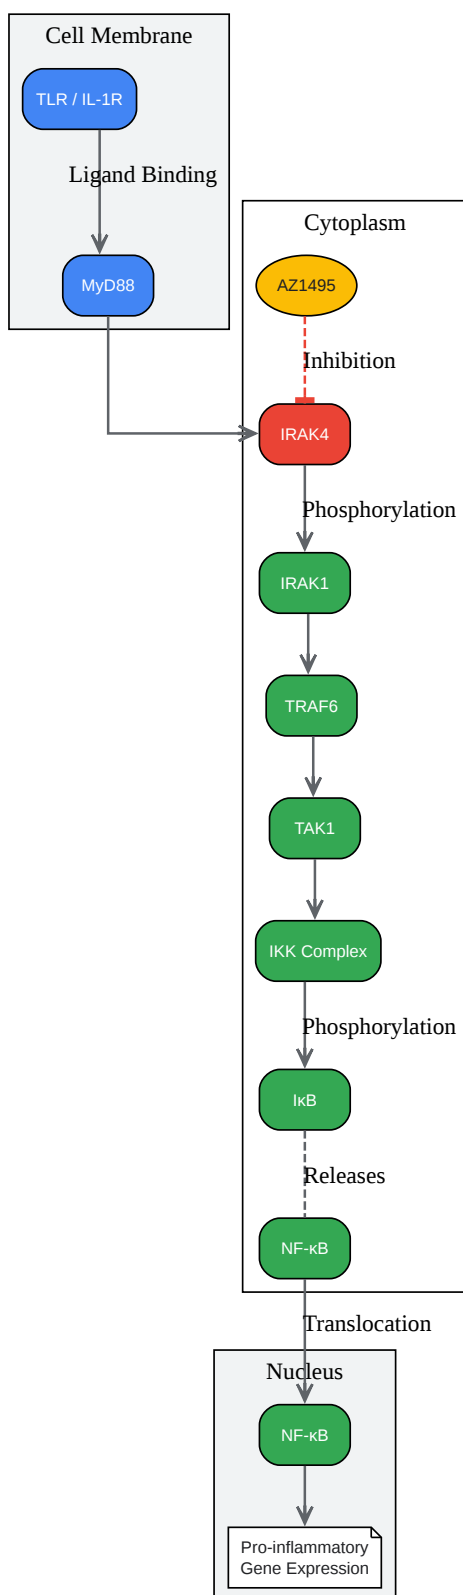 Cell Membrane
TLR / IL-1R
Ligand Binding
MyD88
Cytoplasm
AZ1495
Inhibition
IRAK4
Phosphorylation
IRAK1
TRAF6
TAK1
IKK Complex
Phosphorylation
IκB
Releases
NF-κB
Translocation
Nucleus
NF-κB
Pro-inflammatory
Gene Expression